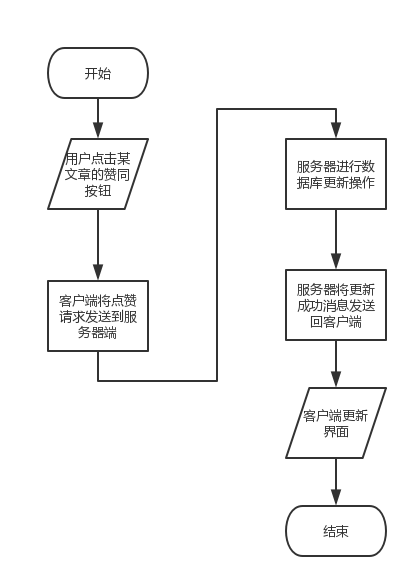 开始
用户点击某
文章的赞同
按钮
客户端将点赞
请求发送到服
务器端
服务器进行数
据库更新操作
服务器将更新
成功消息发送
回客户端
客户端更新
界面
结束